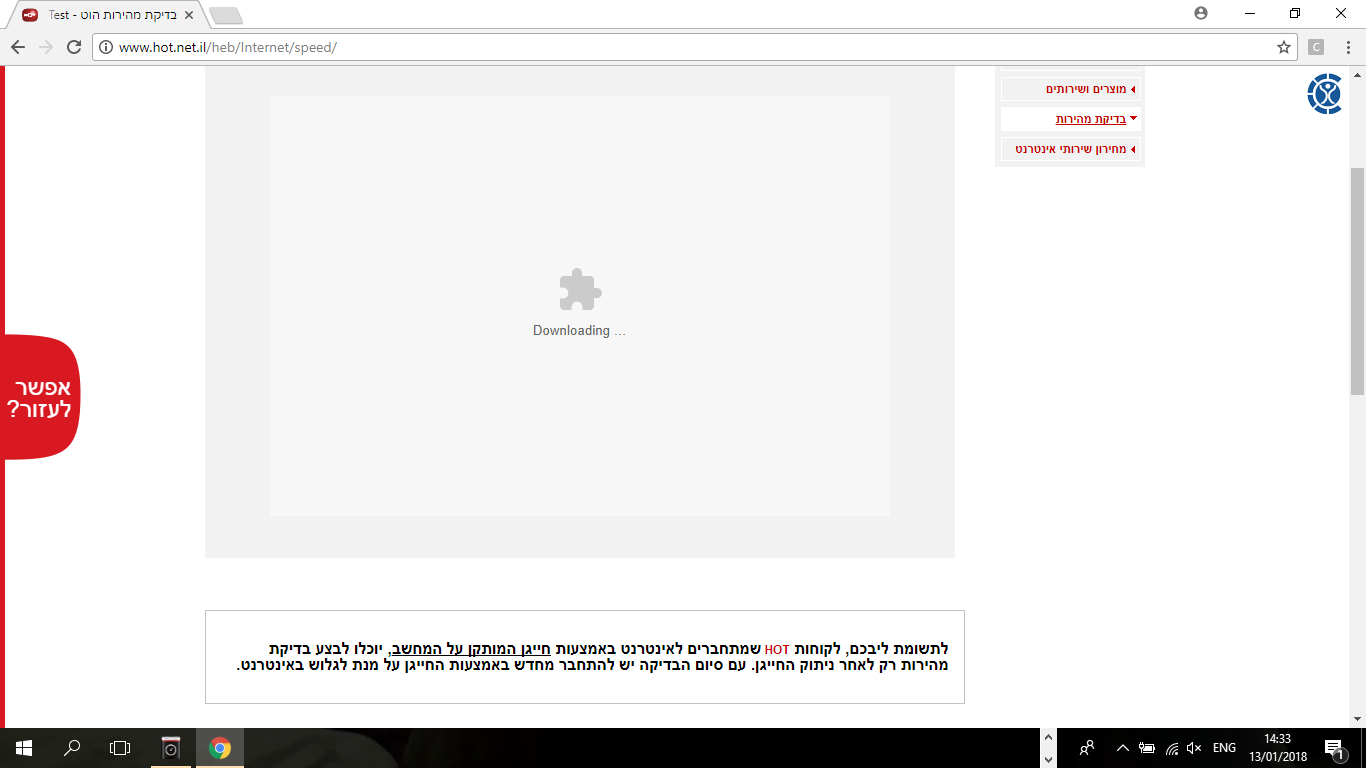 בדיקת מהירות הוט - Test
www.hot.net.il/heb/Internet/speed/
C
מוצרים ושירותים
בדיקת מהירות
מחירון שירותי אינטרנט
Downloading ...
אפשר
לעזור?
לתשומת ליבכם, לקוחות HOT שמתחברים לאינטרנט באמצעות חייגן המותקן על המחשב, יוכלו לבצע בדיקת
מהירות רק לאחר ניתוק החייגן. עם סיום הבדיקה יש להתחבר מחדש באמצעות החייגן על מנת לגלוש באינטרנט.
ENG
14:33
13/01/2018
1